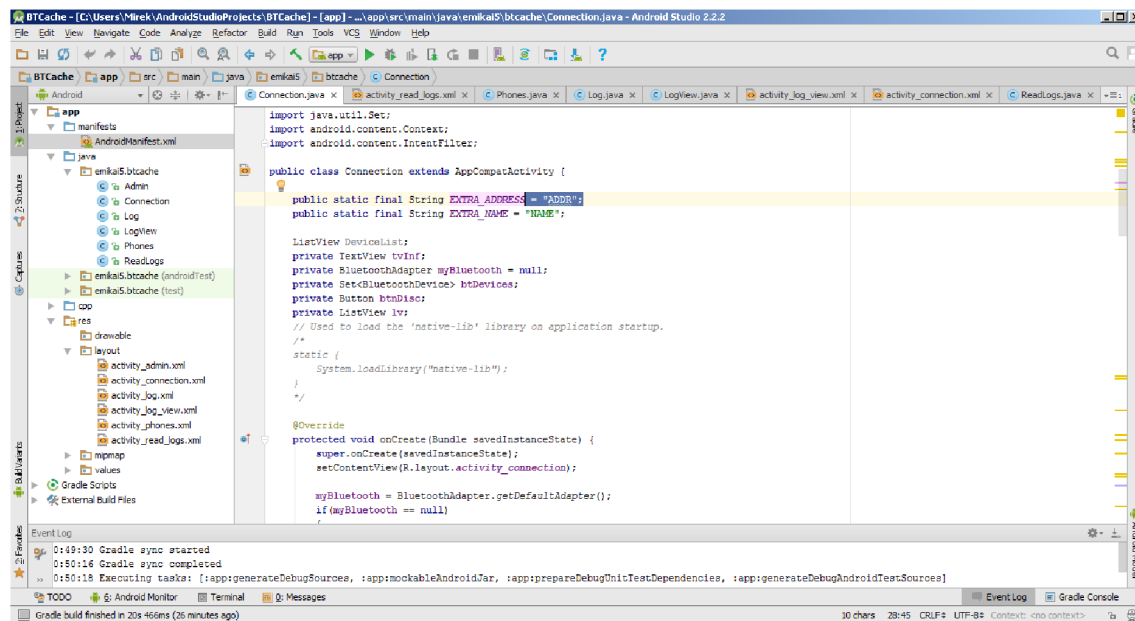 BTCache - [C:\Users\Mirek\AndroidStudioProjects\BTCache] - [app] - ...\app\src\main\java\emikai5\btcache\Connection.java - Android Studio 2.2.2
File Edit View Navigate Code Analyze Refactor Build Run Tools VCS Window Help
app
BTCache app src main java emikai5 btcache Connection
Android
Connection.java activity_read_logs.xml Phones.java Log.java LogView.java activity_log_view.xml activity_connection.xml ReadLogs.java
1: Project
7: Structure
Captures
Build Variants
2: Favorites
app
manifests
AndroidManifest.xml
java
emikai5.btcache
Admin
Connection
Log
LogView
Phones
ReadLogs
emikai5.btcache (androidTest)
emikai5.btcache (test)
cpp
res
drawable
layout
activity_admin.xml
activity_connection.xml
activity_log.xml
activity_log_view.xml
activity_phones.xml
activity_read_logs.xml
mipmap
values
Gradle Scripts
External Build Files
import java.util.Set;
import android.content.Context;
import android.content.IntentFilter;
public class Connection extends AppCompatActivity {
public static final String EXTRA_ADDRESS = "ADDR";
public static final String EXTRA_NAME = "NAME";
ListView DeviceList;
private TextView tvInf;
private BluetoothAdapter myBluetooth = null;
private Set<BluetoothDevice> btDevices;
private Button btnDisc;
private ListView lv;
// Used to load the 'native-lib' library on application startup.
/*
static {
System.loadLibrary("native-lib");
}
*/
@Override
protected void onCreate(Bundle savedInstanceState) {
super.onCreate(savedInstanceState);
setContentView(R.layout.activity_connection);
myBluetooth = BluetoothAdapter.getDefaultAdapter();
if(myBluetooth == null)
Event Log
0:49:30 Gradle sync started
0:50:16 Gradle sync completed
0:50:18 Executing tasks: [:app:generateDebugSources, :app:mockableAndroidJar, :app:prepareDebugUnitTestDependencies, :app:generateDebugAndroidTestSources]
TODO 6: Android Monitor Terminal 0: Messages Event Log Gradle Console
Gradle build finished in 20s 466ms (26 minutes ago) 10 chars 28:45 CRLF UTF-8 Context: <no context>